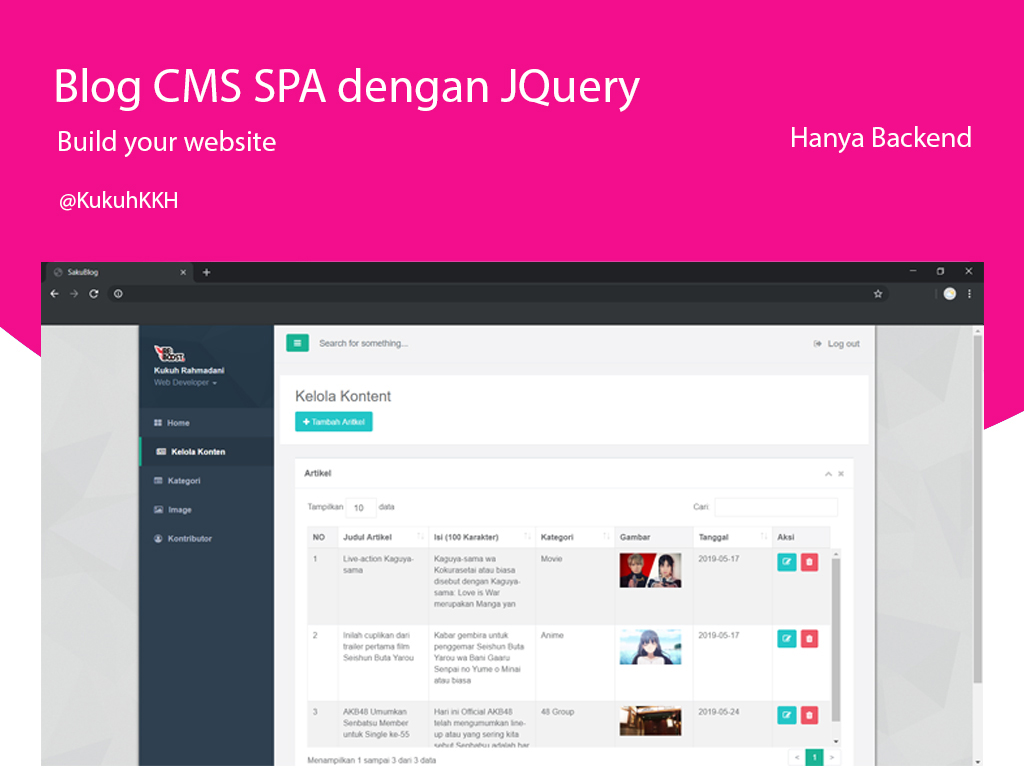 Blog CMS SPA dengan JQuery
Build your website
Hanya Backend
@KukuhKKH
SakuBlog
Search for something...
Log out
Kukuh Rahmadani
Web Developer
Home
Kelola Konten
Kategori
Image
Kontributor
Kelola Kontent
Tambah Artikel
Artikel
Tampilkan 10 data
Cari:
NO Judul Artikel Isi (100 Karakter) Kategori Gambar Tanggal Aksi
1 Live-action Kaguya- Kaguya-sama wa Movie 2019-05-17
sama Kokurasetai atau biasa
disebut dengan Kaguya-
sama: Love is War
merupakan Manga yan
2 Inilah cuplikan dari Kabar gembira untuk Anime 2019-05-17
trailer pertama film penggemar Seishun Buta
Seishun Buta Yarou Yarou wa Bani Gaaru
Senpai no Yume o Minai
atau biasa
3 AKB48 Umumkan Hari ini Official AKB48 48 Group 2019-05-24
Senbatsu Member telah mengumumkan line-
untuk Single ke-55 up atau yang sering kita
sebut Senbatsu adalah bar
Menampilkan 1 sampai 3 dari 3 data
< 1 >